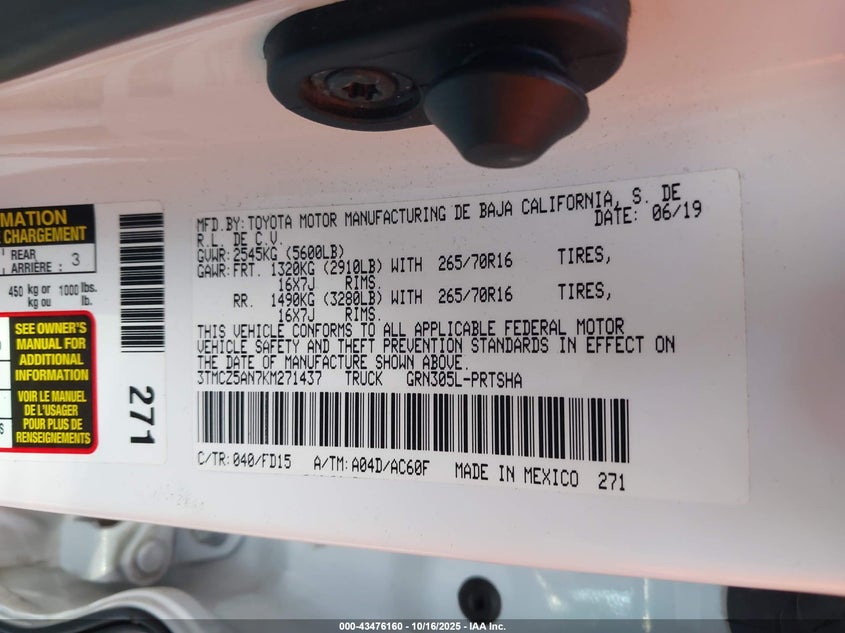 MATION
CHARGEMENT
REAR
ARRIÈRE : 3
450 kg or 1000 lbs.
kg ou lb.
SEE OWNER'S
MANUAL FOR
ADDITIONAL
INFORMATION
VOIR LE MANUEL
DE L'USAGER
POUR PLUS DE
RENSEIGNEMENTS
271
MFD.BY:TOYOTA MOTOR MANUFACTURING DE BAJA CALIFORNIA, S. DE
R.L. DE C.V. DATE: 06/19
GVWR:2545KG (5600LB)
GAWR:FRT. 1320KG (2910LB) WITH 265/70R16 TIRES,
16X7J RIMS.
RR. 1490KG (3280LB) WITH 265/70R16 TIRES,
16X7J RIMS.
THIS VEHICLE CONFORMS TO ALL APPLICABLE FEDERAL MOTOR
VEHICLE SAFETY AND THEFT PREVENTION STANDARDS IN EFFECT ON
THE DATE OF MANUFACTURE SHOWN ABOVE.
3TMCZ5AN7KM271437 TRUCK GRN305L-PRTSHA
C/TR:040/FD15 A/TM:A04D/AC60F MADE IN MEXICO 271
000-43476160 - 10/16/2025 - IAA Inc.